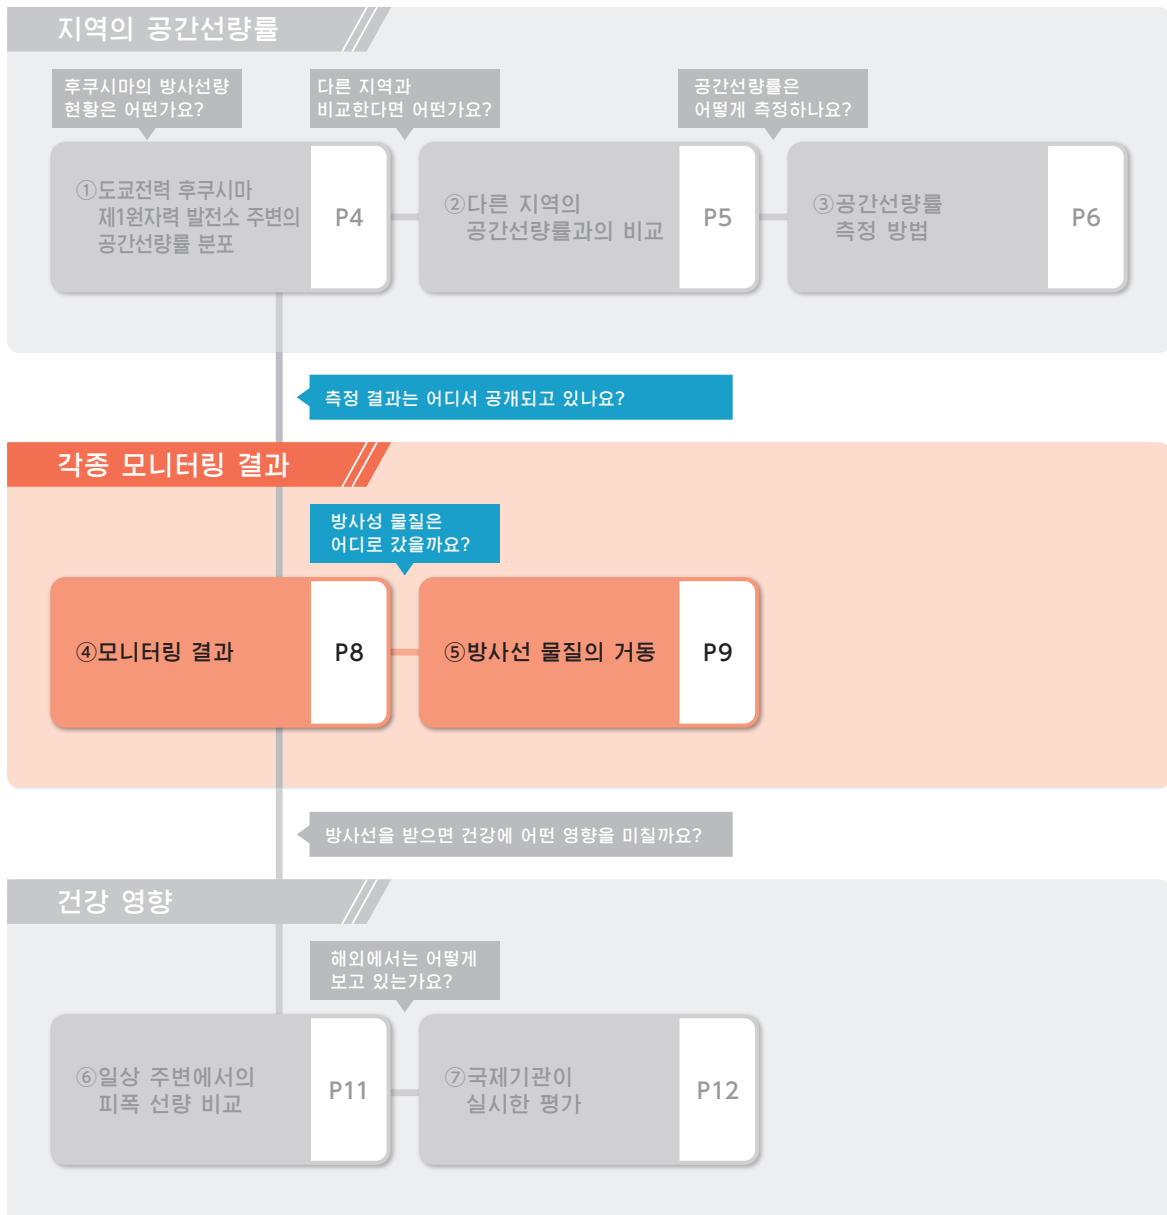 지역의 공간선량률
후쿠시마의 방사선량
현황은 어떤가요?
다른 지역과
비교한다면 어떤가요?
공간선량률은
어떻게 측정하나요?
①도쿄전력 후쿠시마
제1원자력 발전소 주변의
공간선량률 분포
P4
②다른 지역의
공간선량률과의 비교
P5
③공간선량률
측정 방법
P6
측정 결과는 어디서 공개되고 있나요?
각종 모니터링 결과
방사성 물질은
어디로 갔을까요?
④모니터링 결과
P8
⑤방사선 물질의 거동
P9
방사선을 받으면 건강에 어떤 영향을 미칠까요?
건강 영향
해외에서는 어떻게
보고 있는가요?
⑥일상 주변에서의
피폭 선량 비교
P11
⑦국제기관이
실시한 평가
P12